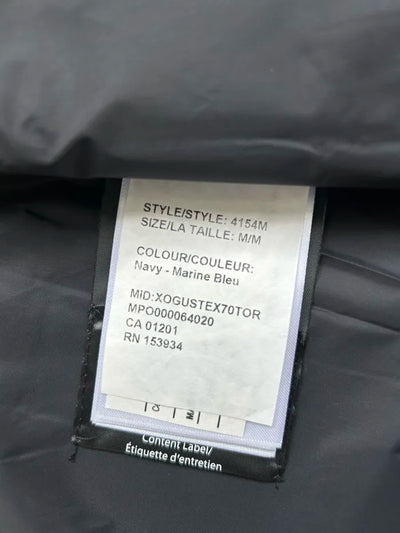 STYLE/STYLE: 4154M
SIZE/LA TAILLE: M/M
COLOUR/COULEUR:
Navy - Marine Bleu
MiD:XOGUSTEX70TOR
MPO000064020
CA 01201
RN 153934
Content Label/
Étiquette d'entretien